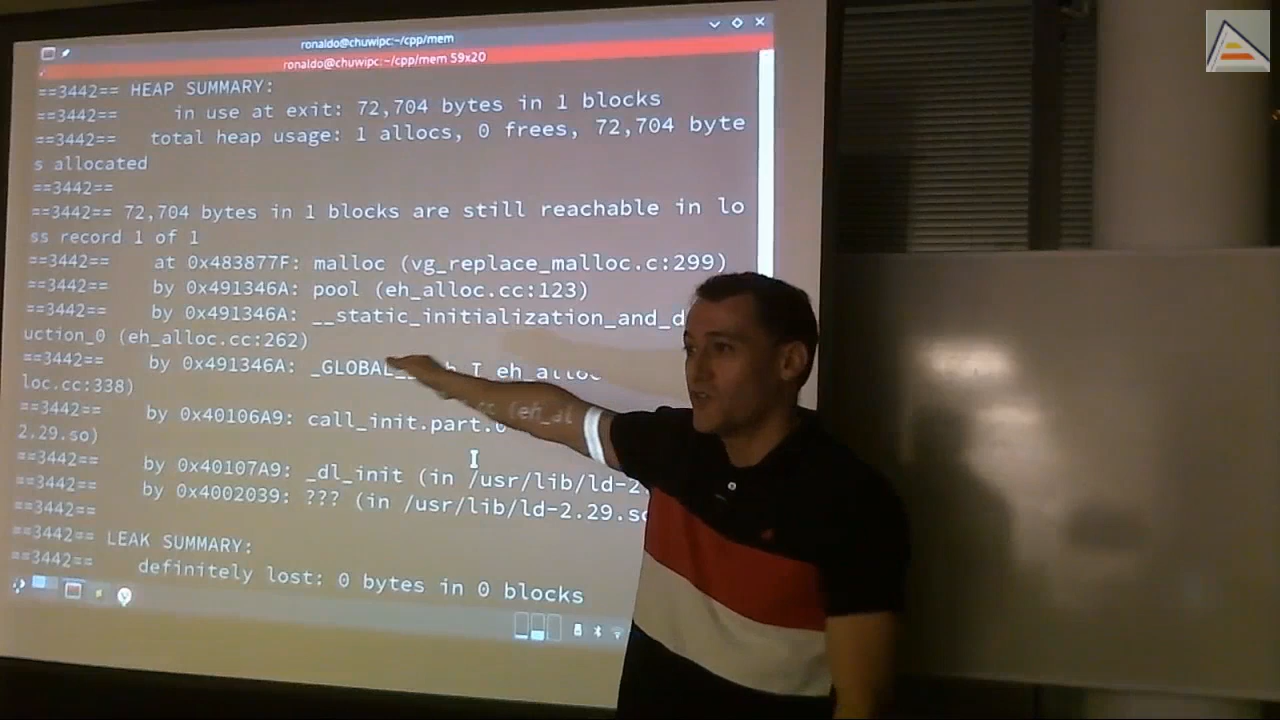 ronaldo@chuwipc:~/cpp/mem
ronaldo@chuwipc: ~/cpp/mem 59x20
==3442== HEAP SUMMARY:
==3442== in use at exit: 72,704 bytes in 1 blocks
==3442== total heap usage: 1 allocs, 0 frees, 72,704 byte
s allocated
==3442==
==3442== 72,704 bytes in 1 blocks are still reachable in lo
ss record 1 of 1
==3442== at 0x483877F: malloc (vg_replace_malloc.c:299)
==3442== by 0x491346A: pool (eh_alloc.cc:123)
==3442== by 0x491346A: __static_initialization_and_d
uction_0 (eh_alloc.cc:262)
==3442== by 0x491346A: _GLOBAL_ I eh_alloc
loc.cc:338)
==3442== by 0x40106A9: call_init.part.0
2.29.so)
==3442== by 0x40107A9: _dl_init (in /usr/lib/ld-2.
==3442== by 0x4002039: ??? (in /usr/lib/ld-2.29.so
==3442==
==3442== LEAK SUMMARY:
==3442== definitely lost: 0 bytes in 0 blocks